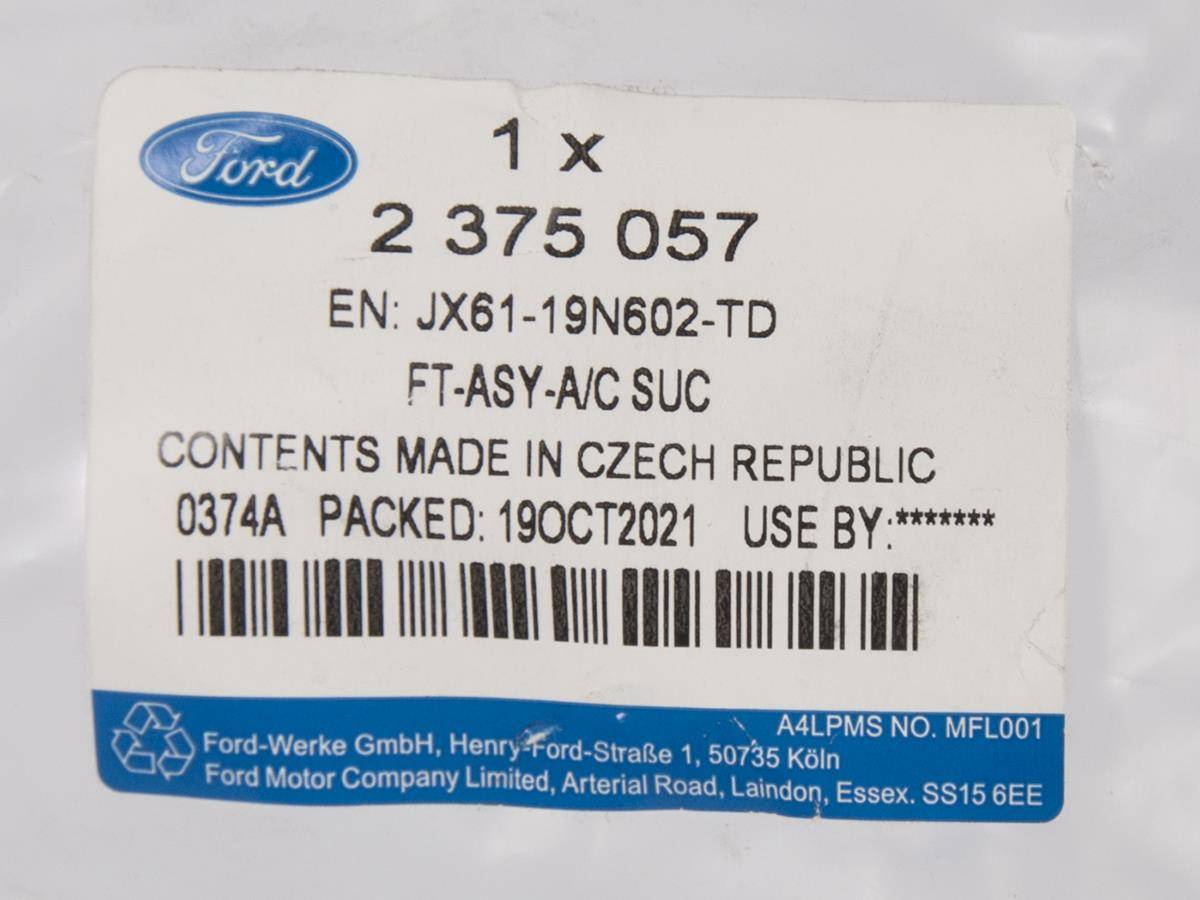 Ford
1 x
2 375 057
EN: JX61-19N602-TD
FT-ASY-A/C SUC
CONTENTS MADE IN CZECH REPUBLIC
0374A PACKED: 19OCT2021 USE BY:*******
A4LPMS NO. MFL001
Ford-Werke GmbH, Henry-Ford-Straße 1, 50735 Köln
Ford Motor Company Limited, Arterial Road, Laindon, Essex. SS15 6EE